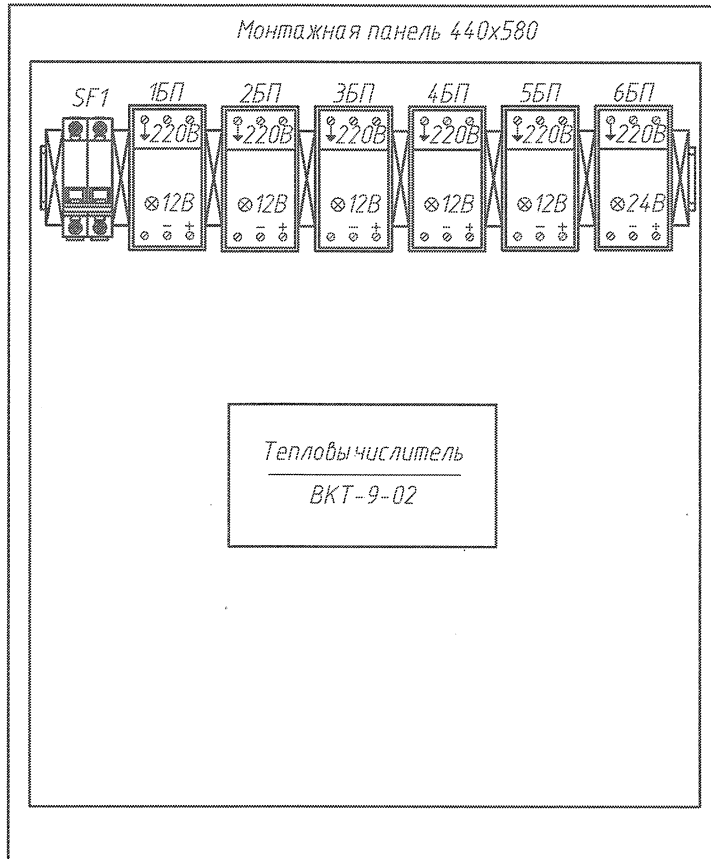 Монтажная панель 440х580
SF1 1БП 2БП 3БП 4БП 5БП 6БП
220В 220В 220В 220В 220В 220В
12В 12В 12В 12В 12В 24В
- + - + - + - + - + - +
Тепловычислитель
ВКТ-9-02